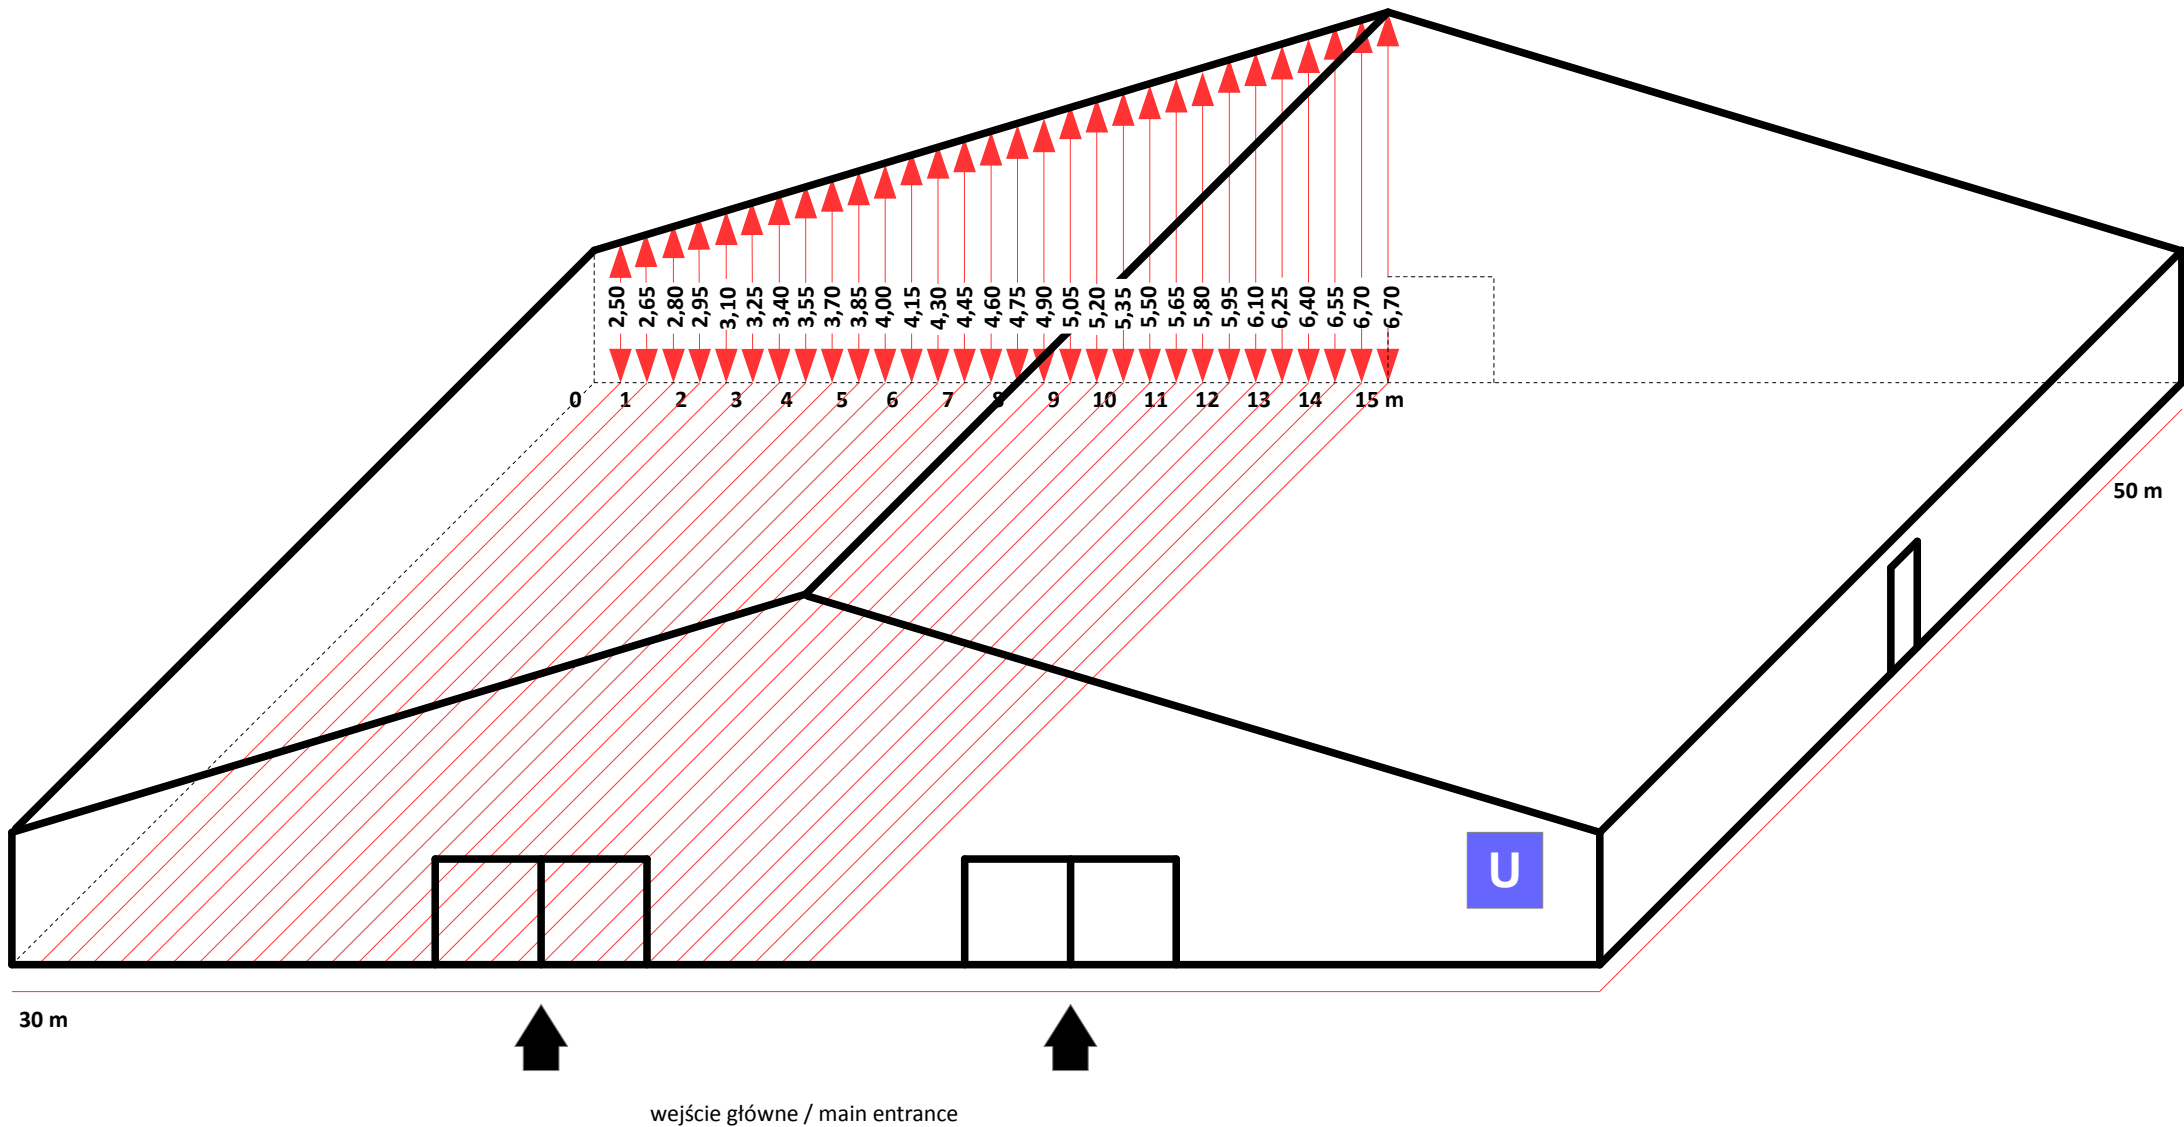 2,50 2,65 2,80 2,95 3,10 3,25 3,40 3,55 3,70 3,85 4,00 4,15 4,30 4,45 4,60 4,75 4,90 5,05 5,20 5,35 5,50 5,65 5,80 5,95 6,10 6,25 6,40 6,55 6,70 6,70
0 1 2 3 4 5 6 7 8 9 10 11 12 13 14 15 m
50 m
U
30 m
wejście główne / main entrance